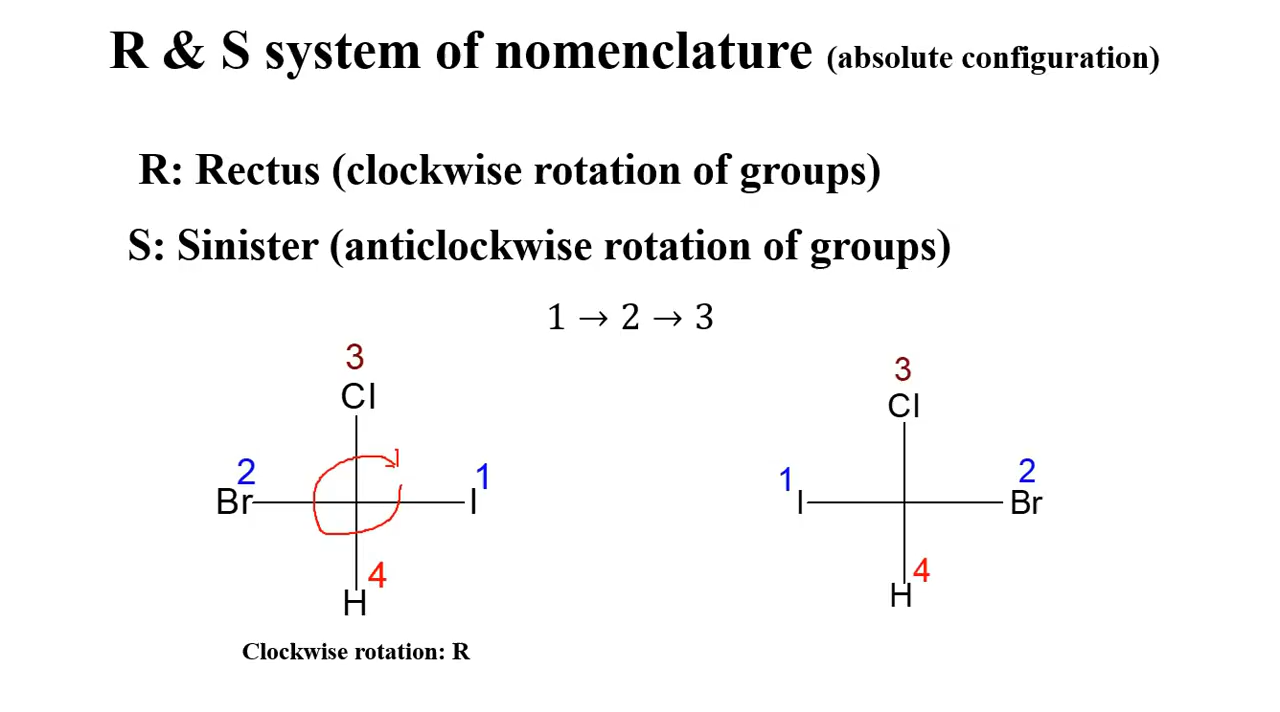 R & S system of nomenclature (absolute configuration)
R: Rectus (clockwise rotation of groups)
S: Sinister (anticlockwise rotation of groups)
1 → 2 → 3
3
Cl
2
Br
1
I
4
H
Clockwise rotation: R
3
Cl
1
I
2
Br
4
H